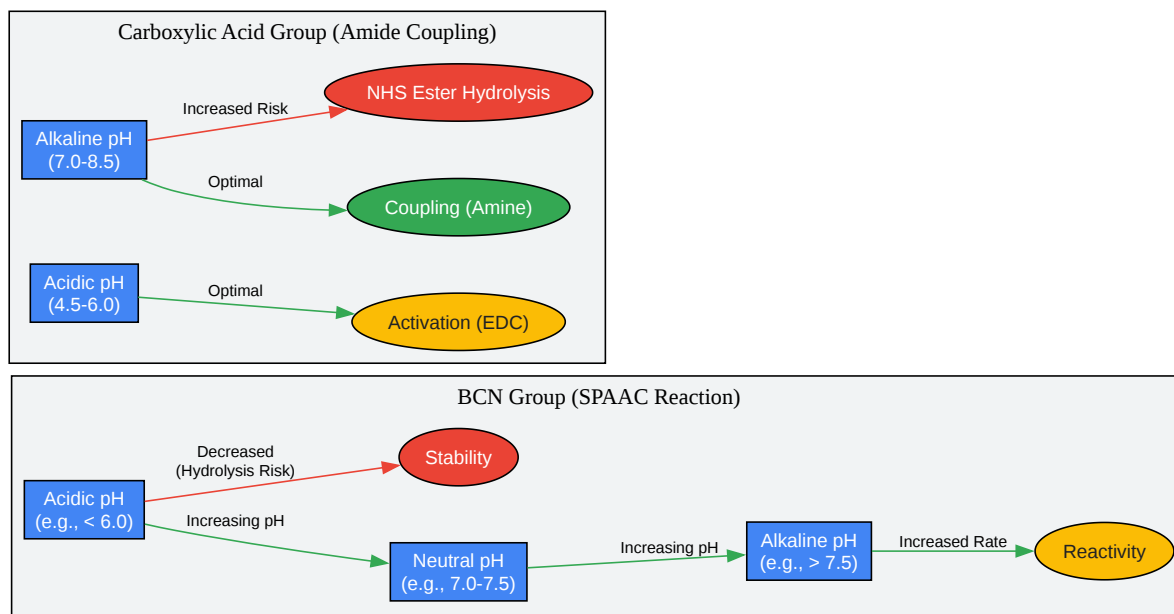 Carboxylic Acid Group (Amide Coupling)
NHS Ester Hydrolysis
Increased Risk
Alkaline pH
(7.0-8.5)
Optimal
Coupling (Amine)
Acidic pH
(4.5-6.0)
Optimal
Activation (EDC)
BCN Group (SPAAC Reaction)
Decreased
(Hydrolysis Risk)
Stability
Acidic pH
(e.g., < 6.0)
Increasing pH
Neutral pH
(e.g., 7.0-7.5)
Increasing pH
Alkaline pH
(e.g., > 7.5)
Increased Rate
Reactivity